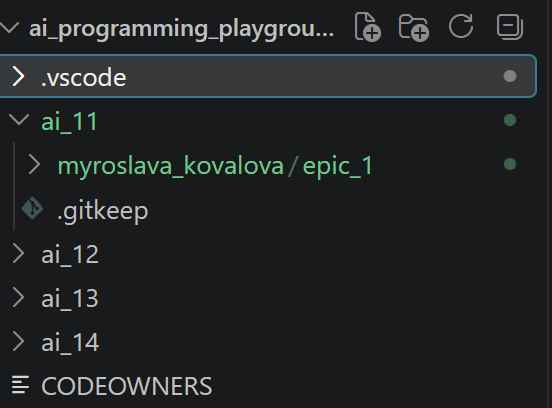 ai_programming_playgrou...
.vscode
ai_11
myroslava_kovalova/epic_1
.gitkeep
ai_12
ai_13
ai_14
CODEOWNERS